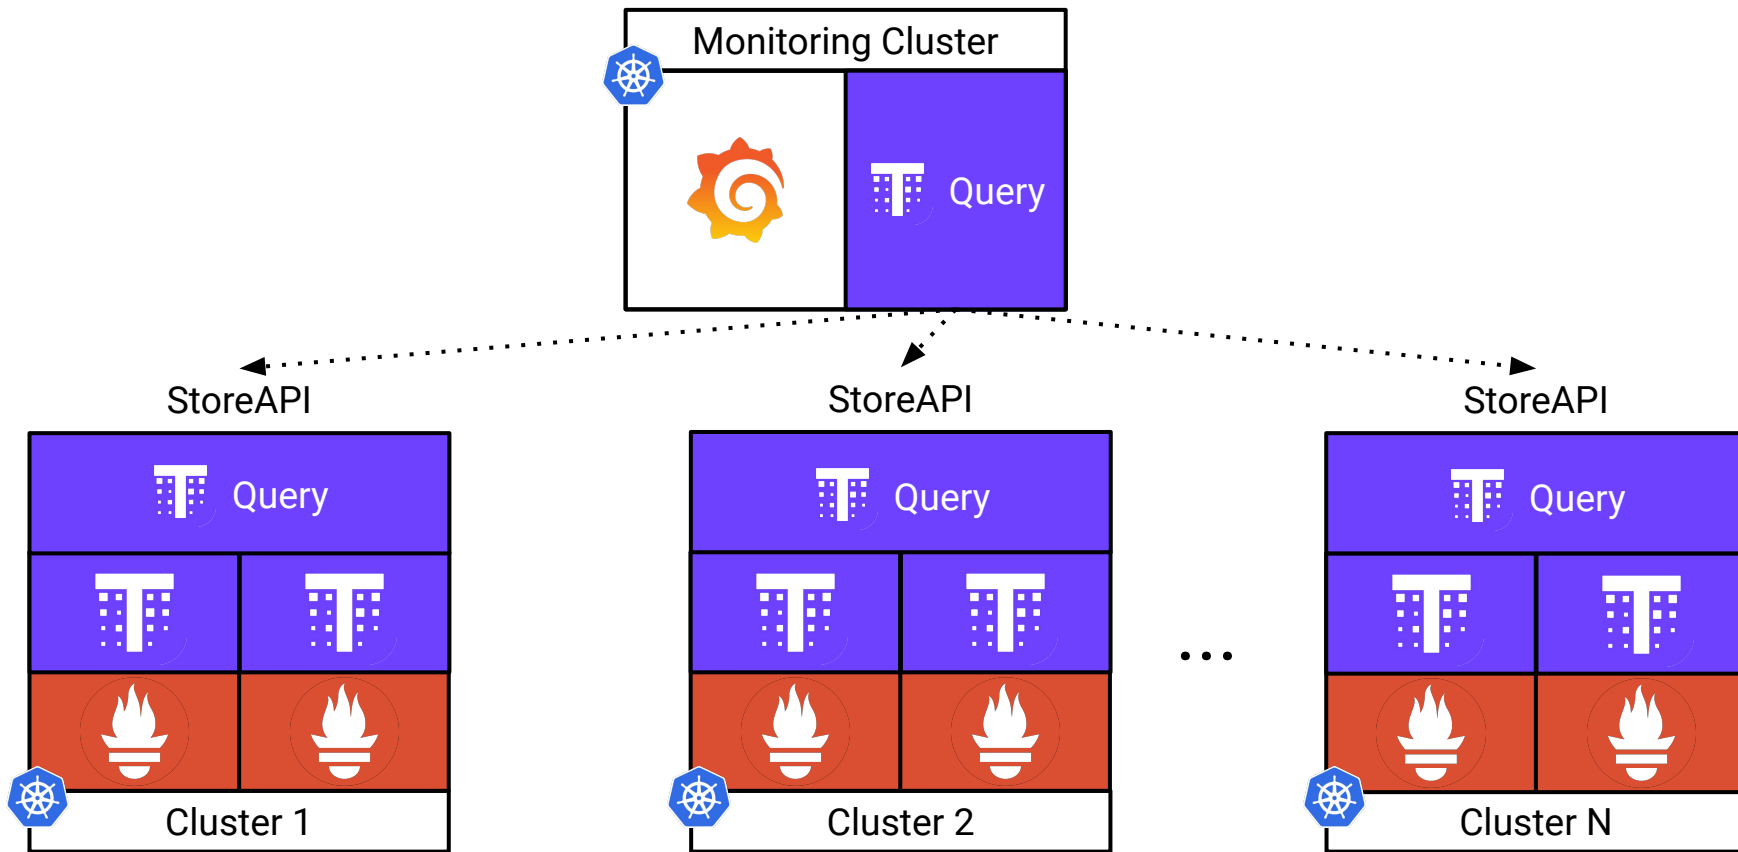 Monitoring Cluster
Query
StoreAPI
StoreAPI
StoreAPI
Query
Query
Query
...
Cluster 1
Cluster 2
Cluster N